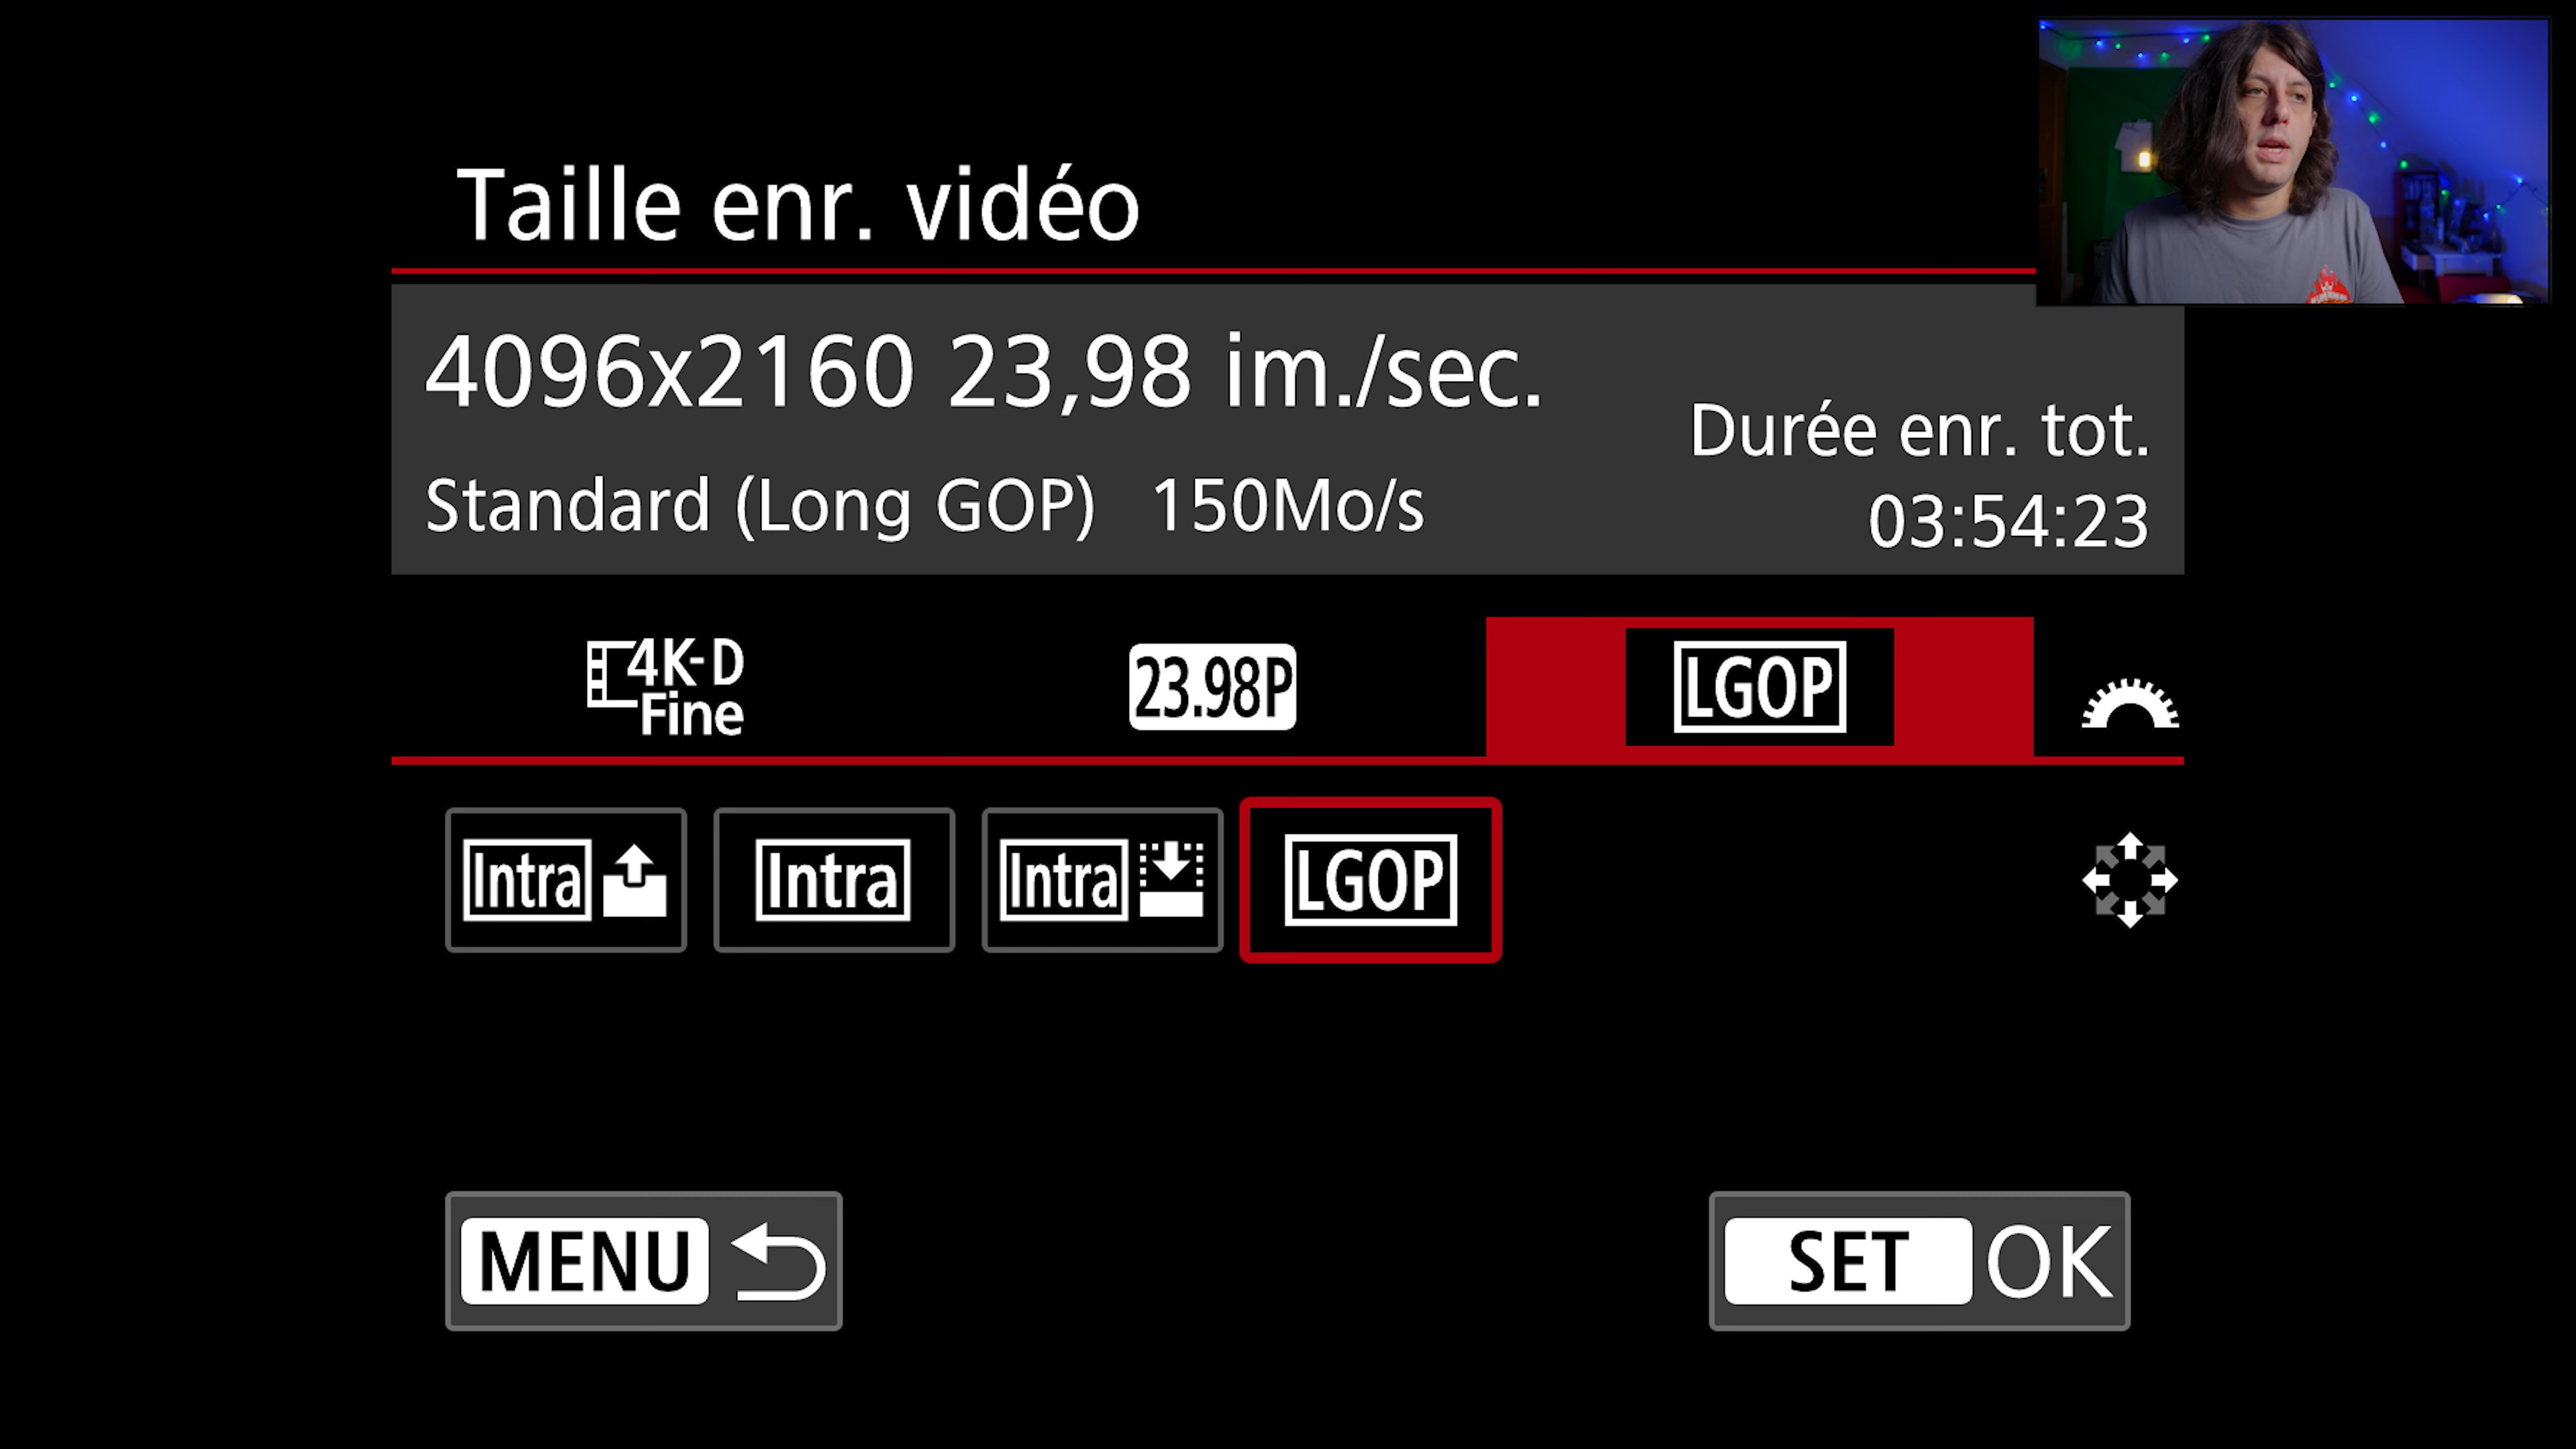 Taille enr. vidéo
4096x2160 23,98 im./sec.
Standard (Long GOP) 150Mo/s
Durée enr. tot.
03:54:23
4K-D
Fine
23.98P
LGOP
Intra
Intra
Intra
LGOP
MENU
SET OK